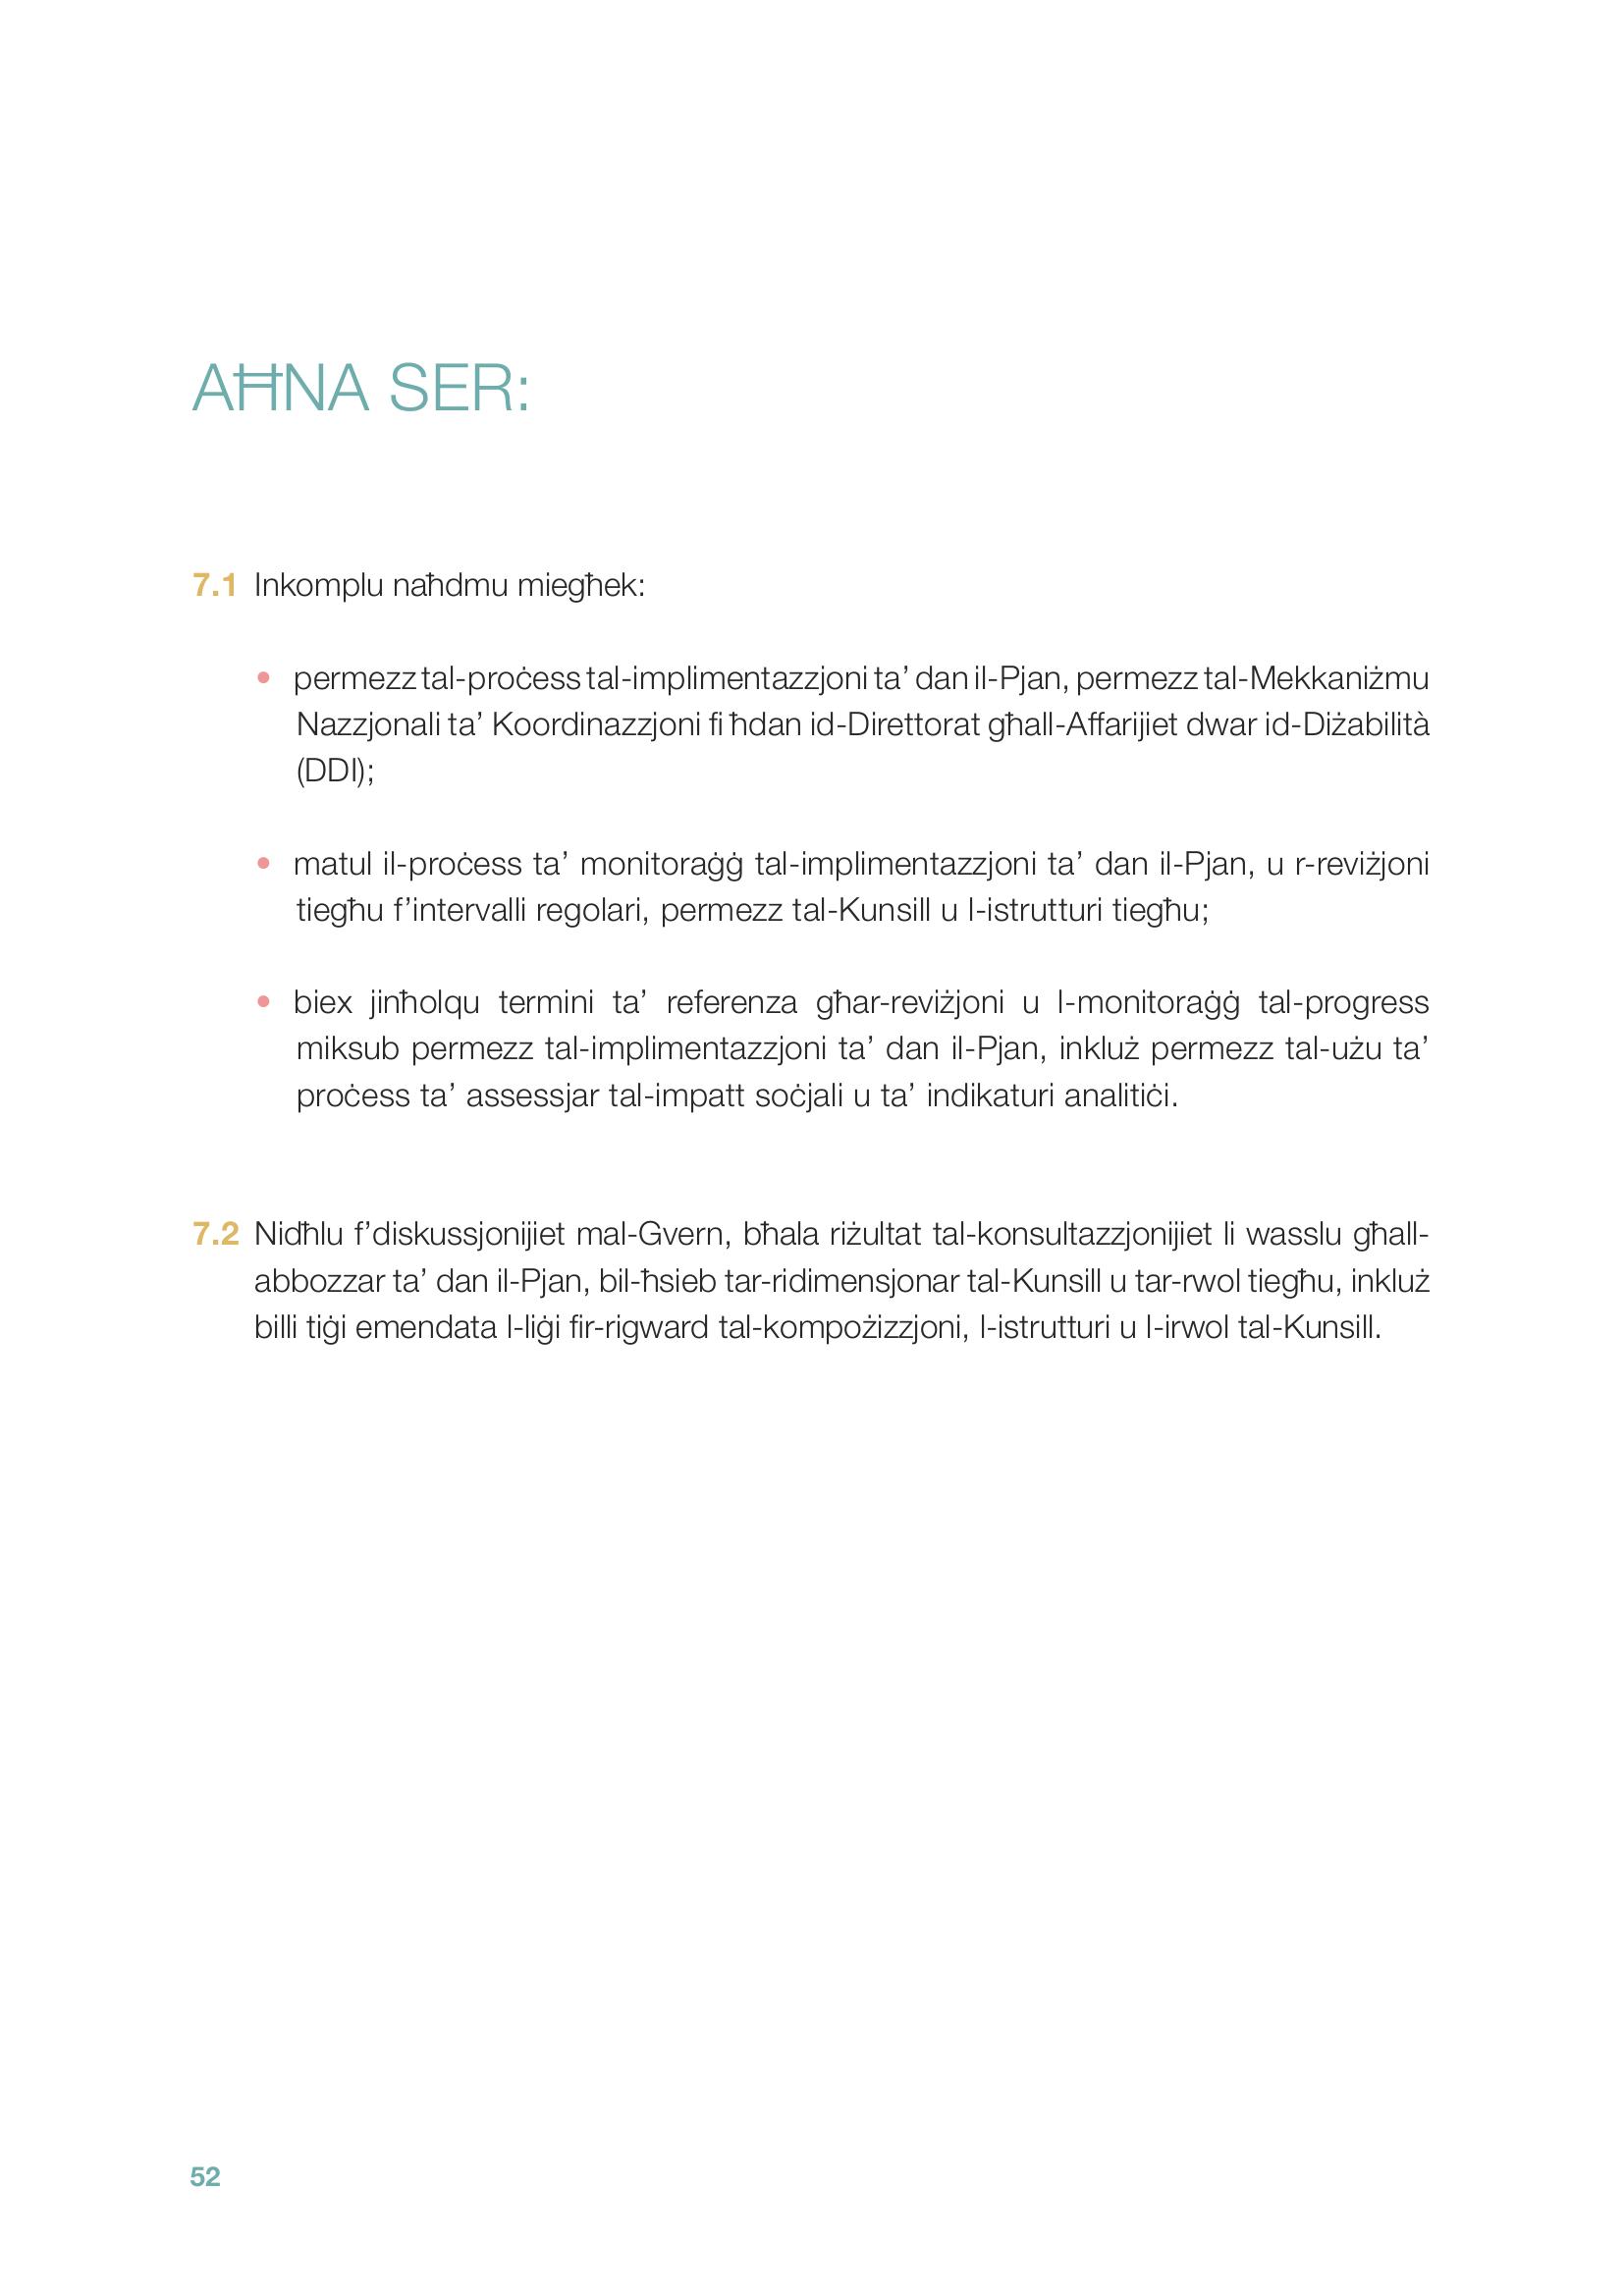 AĦNA SER:
7.1 Inkomplu naħdmu miegħek:
• permezz tal-proċess tal-implimentazzjoni ta’ dan il-Pjan, permezz tal-Mekkaniżmu
Nazzjonali ta’ Koordinazzjoni fi ħdan id-Direttorat għall-Affarijiet dwar id-Diżabilità
(DDI);
• matul il-proċess ta’ monitoraġġ tal-implimentazzjoni ta’ dan il-Pjan, u r-reviżjoni
tiegħu f’intervalli regolari, permezz tal-Kunsill u l-istrutturi tiegħu;
• biex jinħolqu termini ta’ referenza għar-reviżjoni u l-monitoraġġ tal-progress
miksub permezz tal-implimentazzjoni ta’ dan il-Pjan, inkluż permezz tal-użu ta’
proċess ta’ assessjar tal-impatt soċjali u ta’ indikaturi analitiċi.
7.2 Nidħlu f’diskussjonijiet mal-Gvern, bħala riżultat tal-konsultazzjonijiet li wasslu għall-
abbozzar ta’ dan il-Pjan, bil-ħsieb tar-ridimensjonar tal-Kunsill u tar-rwol tiegħu, inkluż
billi tiġi emendata l-liġi fir-rigward tal-kompożizzjoni, l-istrutturi u l-irwol tal-Kunsill.
52